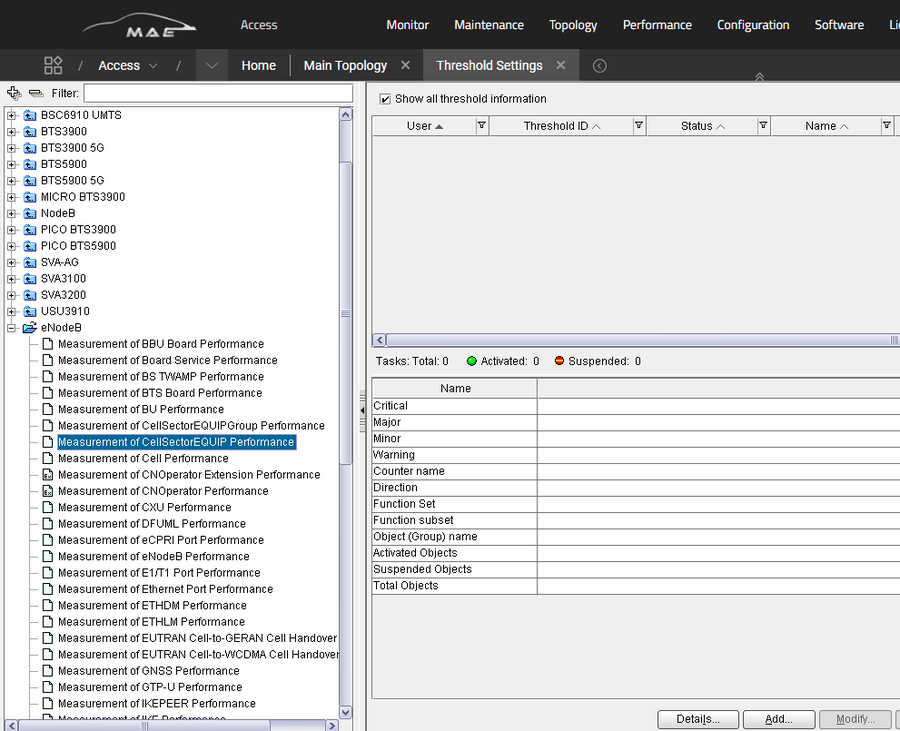 MAE
Access
Monitor
Maintenance
Topology
Performance
Configuration
Software
/ Access /
Home
Main Topology
Threshold Settings
Filter:
BSC6910 UMTS
BTS3900
BTS3900 5G
BTS5900
BTS5900 5G
MICRO BTS3900
NodeB
PICO BTS3900
PICO BTS5900
SVA-AG
SVA3100
SVA3200
USU3910
eNodeB
Measurement of BBU Board Performance
Measurement of Board Service Performance
Measurement of BS TWAMP Performance
Measurement of BTS Board Performance
Measurement of BU Performance
Measurement of CellSectorEQUIPGroup Performance
Measurement of CellSectorEQUIP Performance
Measurement of Cell Performance
Measurement of CNOperator Extension Performance
Measurement of CNOperator Performance
Measurement of CXU Performance
Measurement of DFUML Performance
Measurement of eCPRI Port Performance
Measurement of eNodeB Performance
Measurement of E1/T1 Port Performance
Measurement of Ethernet Port Performance
Measurement of ETHDM Performance
Measurement of ETHLM Performance
Measurement of EUTRAN Cell-to-GERAN Cell Handover
Measurement of EUTRAN Cell-to-WCDMA Cell Handover
Measurement of GNSS Performance
Measurement of GTP-U Performance
Measurement of IKEPEER Performance
Measurement of IKE Performance
Show all threshold information
User
Threshold ID
Status
Name
Tasks: Total: 0 Activated: 0 Suspended: 0
Name
Critical
Major
Minor
Warning
Counter name
Direction
Function Set
Function subset
Object (Group) name
Activated Objects
Suspended Objects
Total Objects
Details...
Add...
Modify...